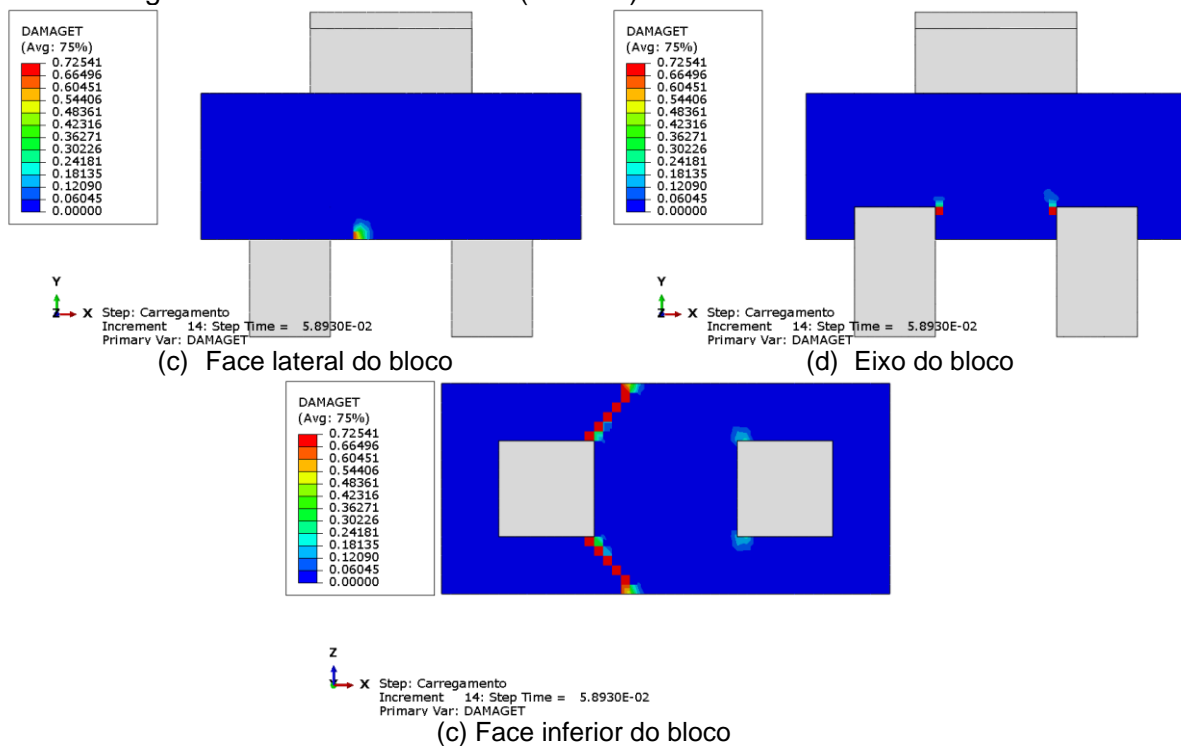 DAMAGET
(Avg: 75%)
0.72541
0.66496
0.60451
0.54406
0.48361
0.42316
0.36271
0.30226
0.24181
0.18135
0.12090
0.06045
0.00000
Y
Z X
Step: Carregamento
Increment 14: Step Time = 5.8930E-02
Primary Var: DAMAGET
(c) Face lateral do bloco
DAMAGET
(Avg: 75%)
0.72541
0.66496
0.60451
0.54406
0.48361
0.42316
0.36271
0.30226
0.24181
0.18135
0.12090
0.06045
0.00000
Y
Z X
Step: Carregamento
Increment 14: Step Time = 5.8930E-02
Primary Var: DAMAGET
(d) Eixo do bloco
DAMAGET
(Avg: 75%)
0.72541
0.66496
0.60451
0.54406
0.48361
0.42316
0.36271
0.30226
0.24181
0.18135
0.12090
0.06045
0.00000
Z
Y X
Step: Carregamento
Increment 14: Step Time = 5.8930E-02
Primary Var: DAMAGET
(c) Face inferior do bloco